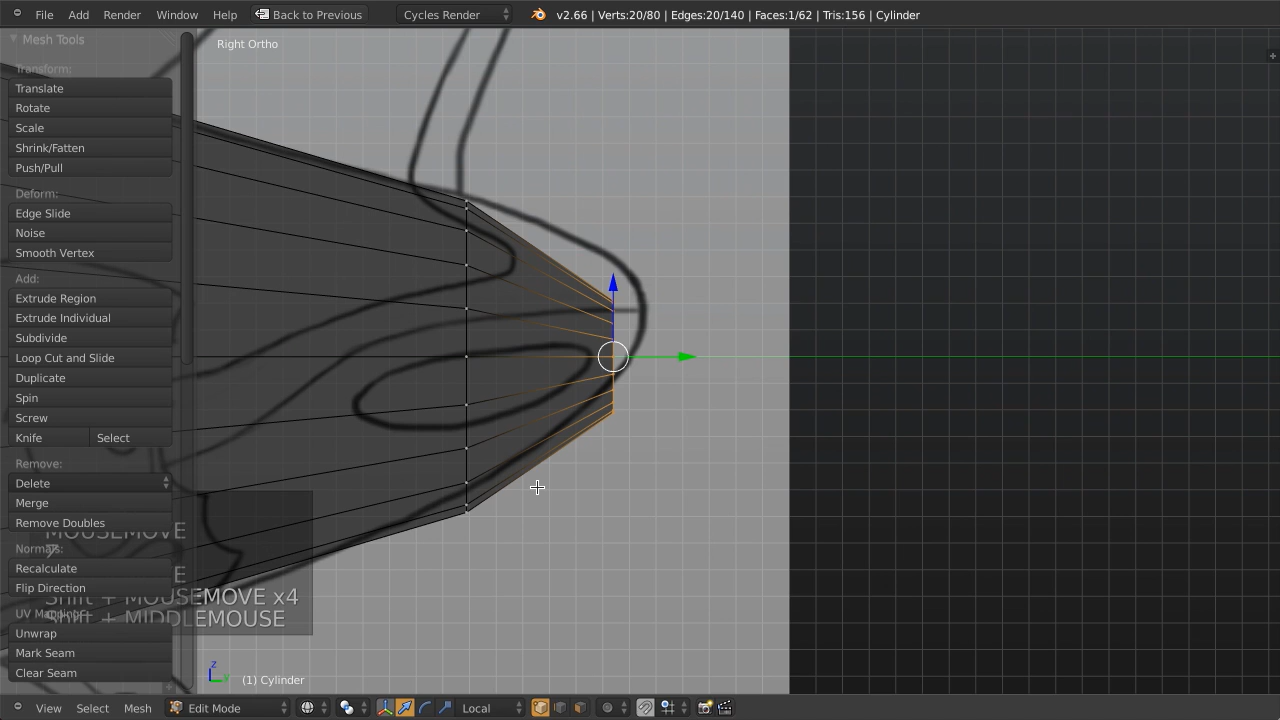 File Add Render Window Help Back to Previous Cycles Render v2.66 | Verts:20/80 | Edges:20/140 | Faces:1/62 | Tris:156 | Cylinder
Mesh Tools
Right Ortho
Transform:
Translate
Rotate
Scale
Shrink/Fatten
Push/Pull
Deform:
Edge Slide
Noise
Smooth Vertex
Add:
Extrude Region
Extrude Individual
Subdivide
Loop Cut and Slide
Duplicate
Spin
Screw
Knife Select
Remove:
Delete
Merge
Remove Doubles
MOUSEMOVE
Normals:
Recalculate
Flip Direction
Shift + MOUSEMOVE x4
Shift + MIDDLEMOUSE
Unwrap
Mark Seam
Clear Seam
z
y
(1) Cylinder
View Select Mesh Edit Mode Local